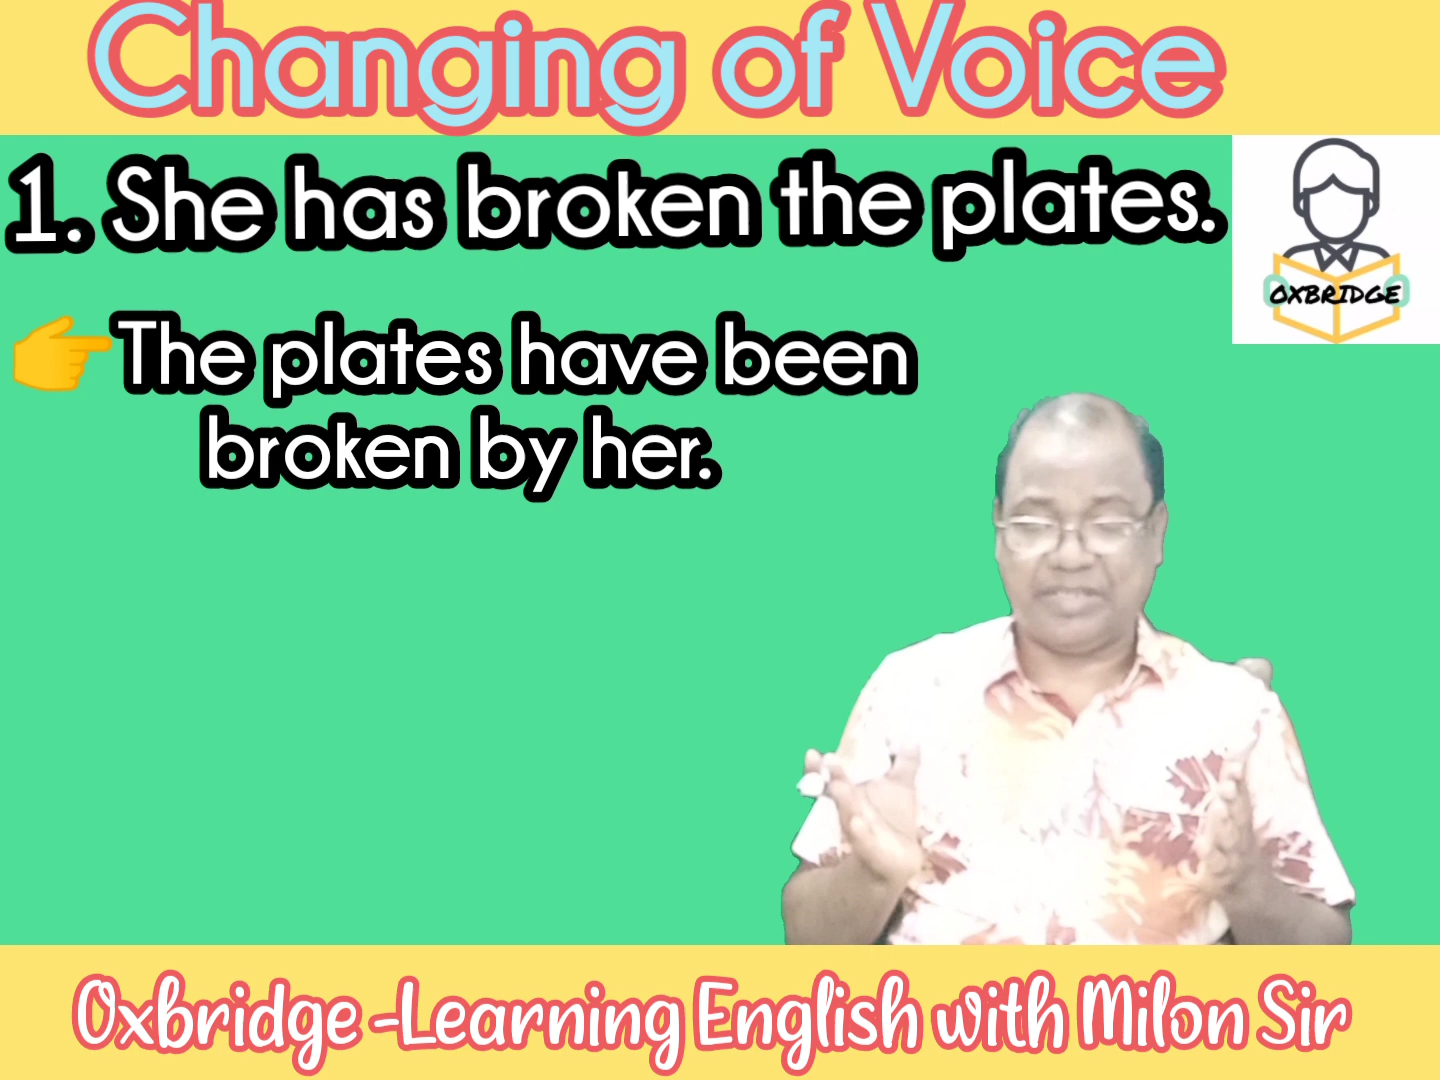 Changing of Voice
1. She has broken the plates.
OXBRIDGE
👉The plates have been
broken by her.
Oxbridge -Learning English with Milon Sir